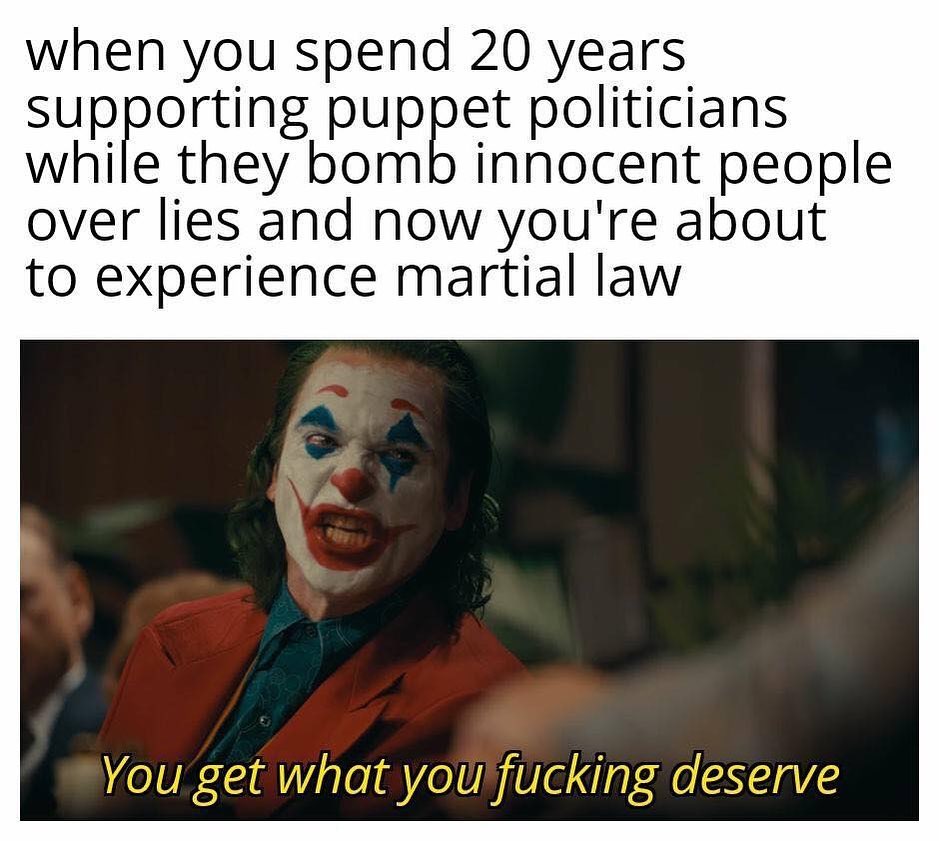 when you spend 20 years
supporting puppet politicians
while they bomb innocent people
over lies and now you're about
to experience martial law
You get what you fucking deserve